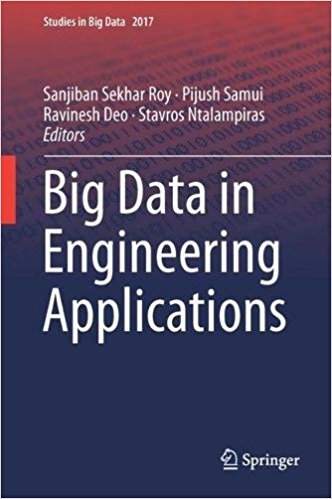 Studies in Big Data 2017
Sanjiban Sekhar Roy · Pijush Samui
Ravinesh Deo · Stavros Ntalampiras
Editors
Big Data in
Engineering
Applications
Springer